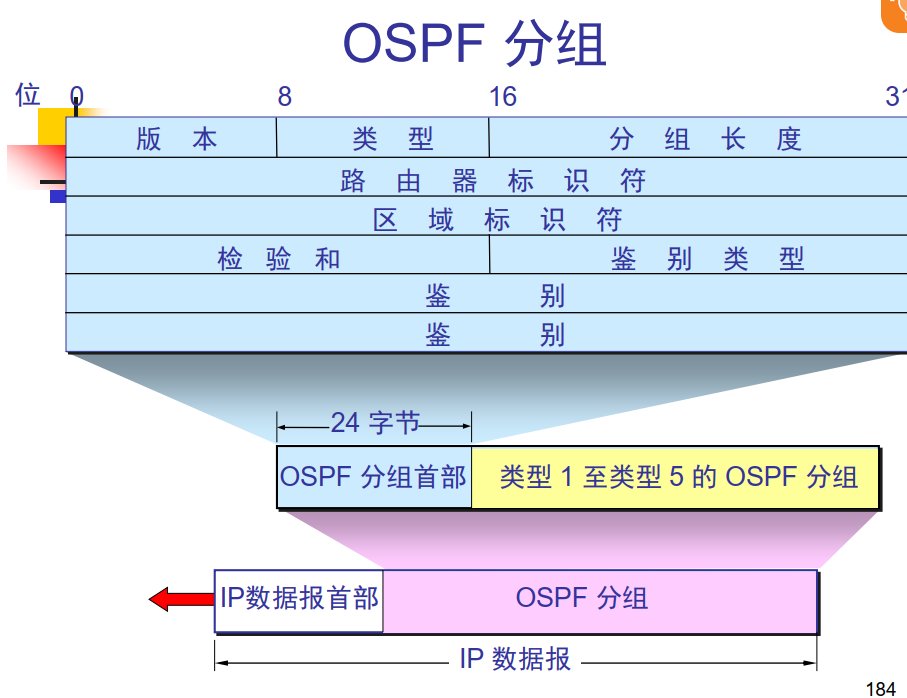 OSPF 分组
位 0 8 16 31
版 本 类 型 分 组 长 度
路 由 器 标 识 符
区 域 标 识 符
检 验 和 鉴 别 类 型
鉴 别
鉴 别
24 字节
OSPF 分组首部 类型 1 至类型 5 的 OSPF 分组
IP数据报首部 OSPF 分组
IP 数据报
184